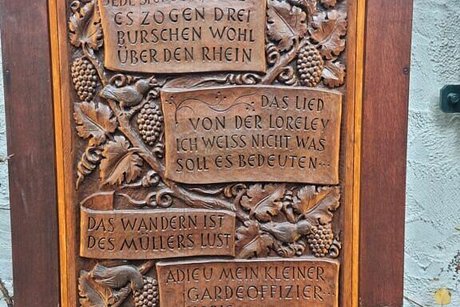 ES ZOGEN DREI
BURSCHEN WOHL
ÜBER DEN RHEIN
DAS LIED
VON DER LORELEY
ICH WEISS NICHT, WAS
SOLL ES BEDEUTEN···
DAS WANDERN IST
DES MÜLLERS LUST
ADIEU MEIN KLEINER
GARDEOFFIZIER